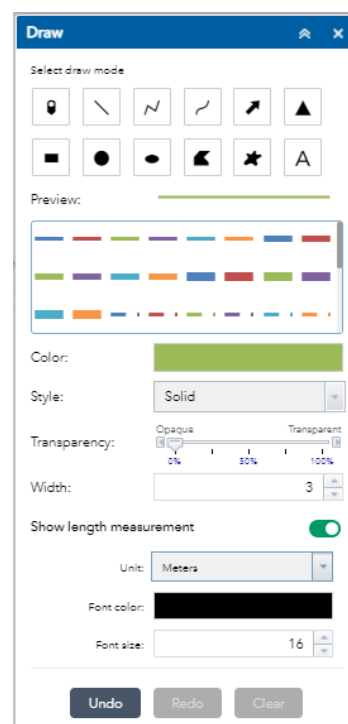 Draw
Select draw mode
A
Preview:
Color:
Style: Solid
Opaque Transparent
Transparency:
0% 50% 100%
Width: 3
Show length measurement
Unit: Meters
Font color:
Font size: 16
Undo Redo Clear